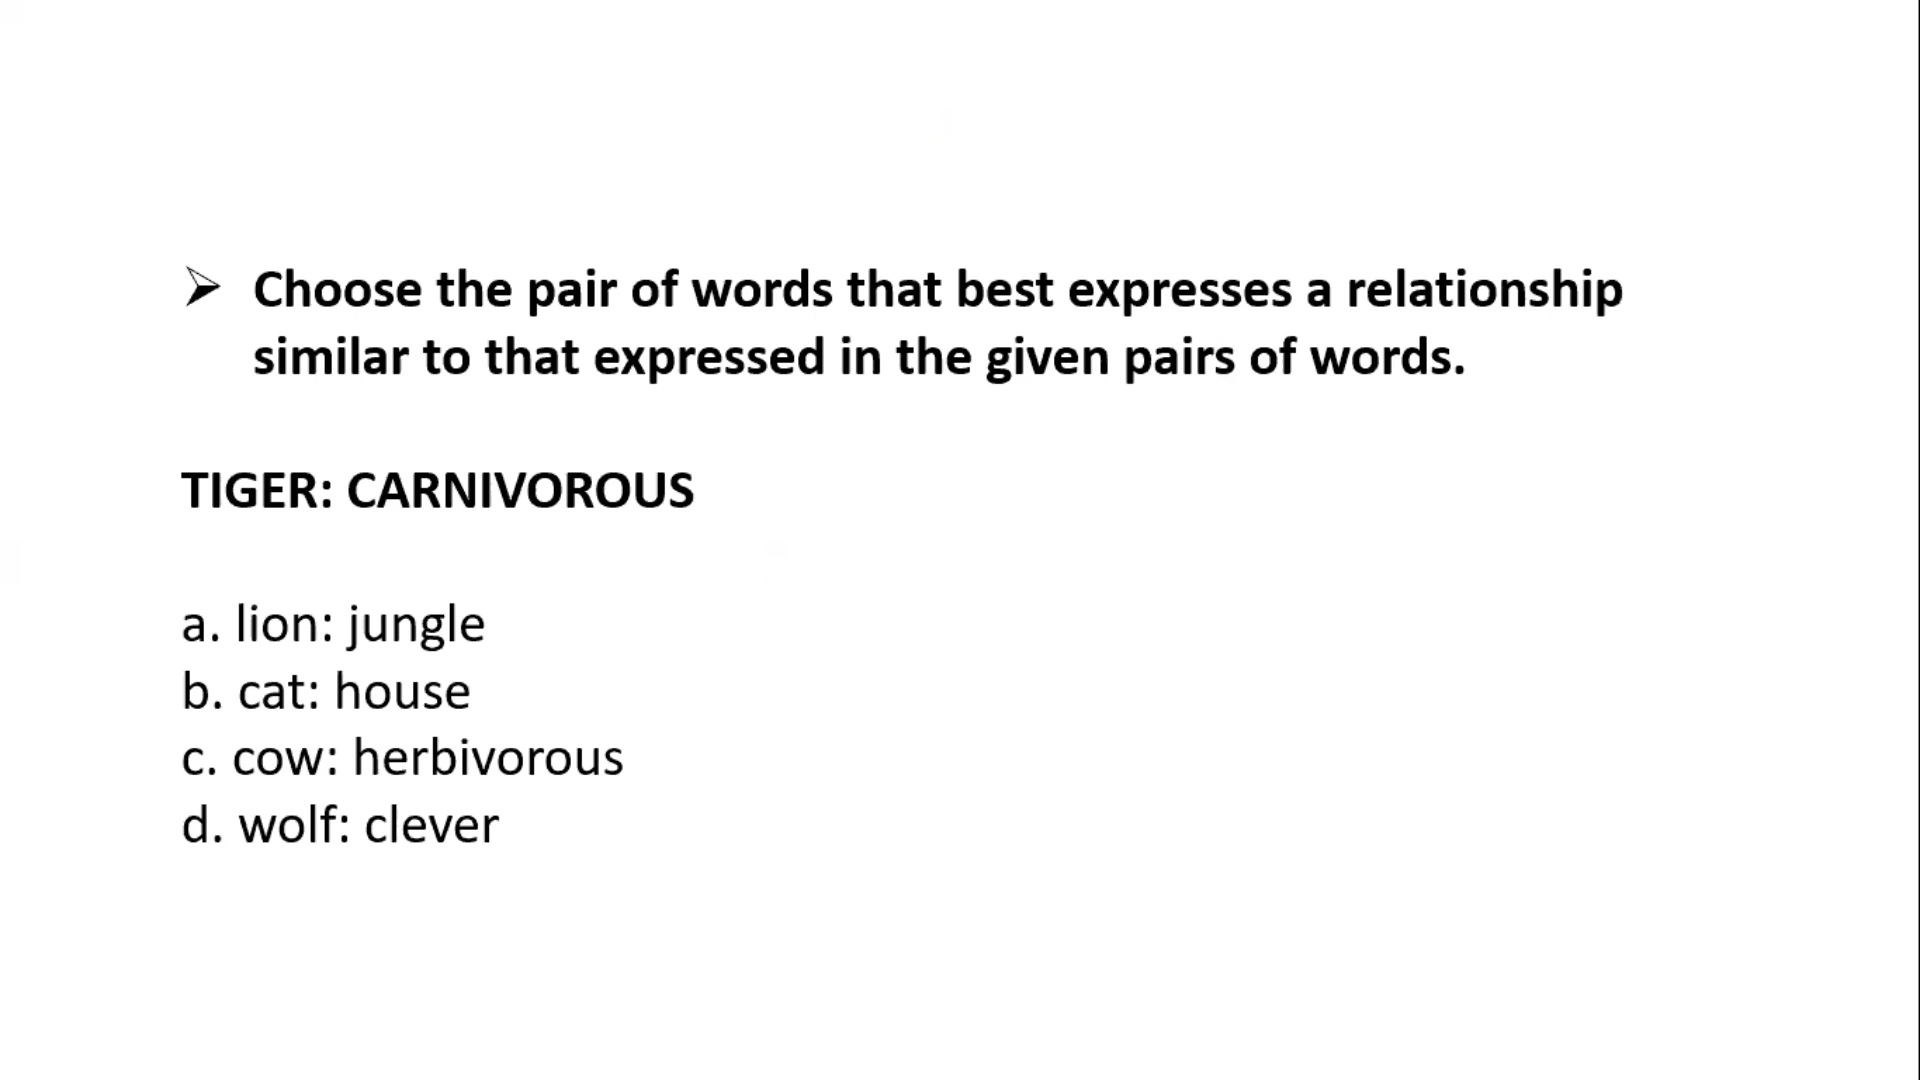 ➢ Choose the pair of words that best expresses a relationship
similar to that expressed in the given pairs of words.
TIGER: CARNIVOROUS
a. lion: jungle
b. cat: house
c. cow: herbivorous
d. wolf: clever